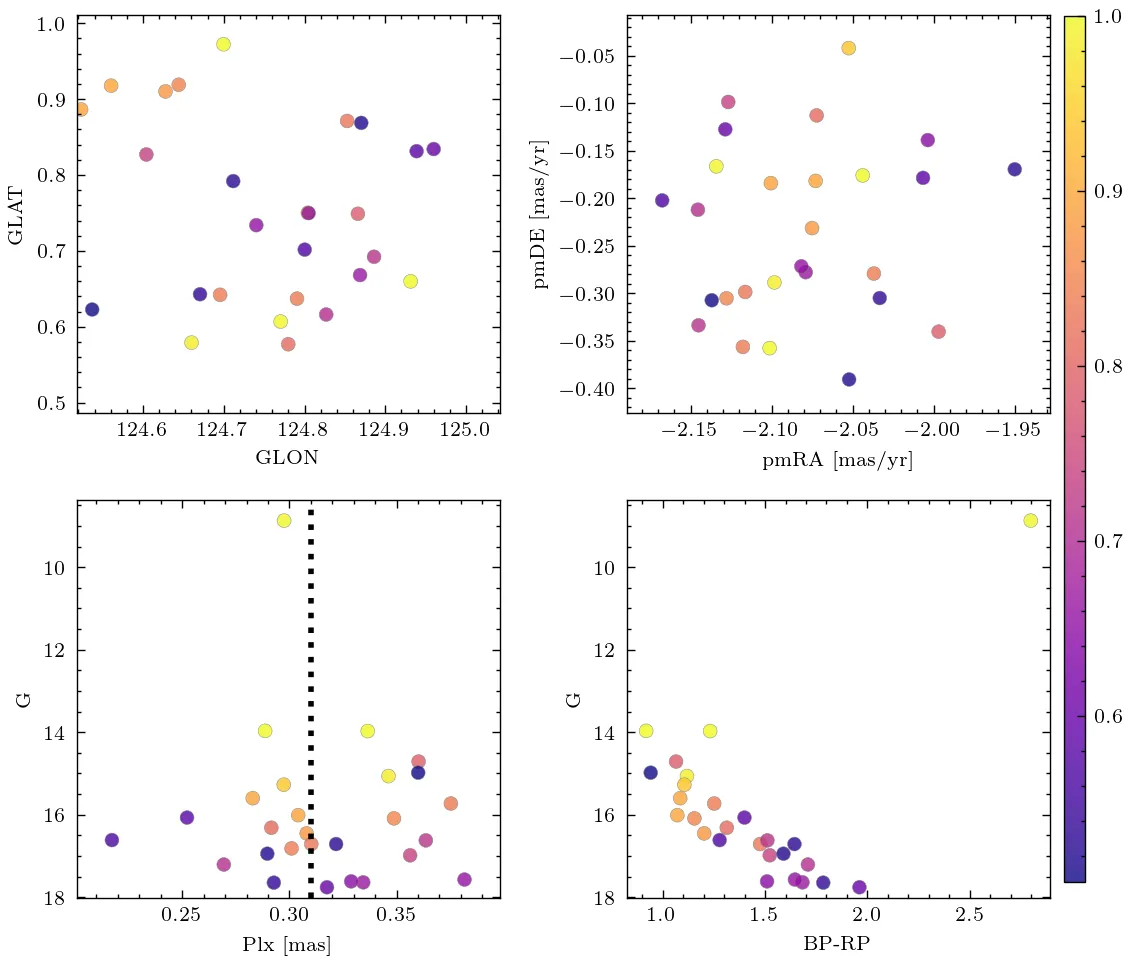 1.0
0.9
0.8
0.7
0.6
0.5
GLAT
124.6 124.7 124.8 124.9 125.0
GLON
−0.05
−0.10
−0.15
−0.20
−0.25
−0.30
−0.35
−0.40
pmDE [mas/yr]
−2.15 −2.10 −2.05 −2.00 −1.95
pmRA [mas/yr]
1.0
0.9
0.8
0.7
0.6
10
12
14
16
18
G
0.25 0.30 0.35
Plx [mas]
10
12
14
16
18
G
1.0 1.5 2.0 2.5
BP-RP